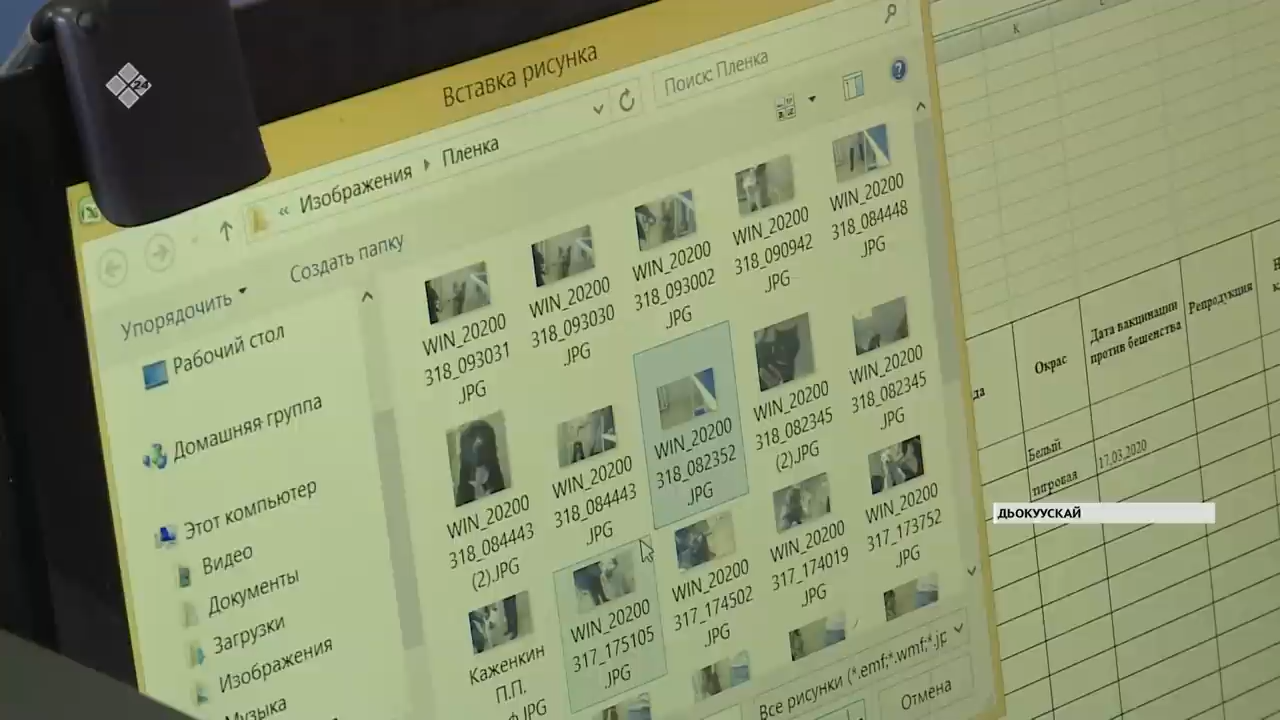 Вставка рисунка
« Изображения ▸ Пленка
Поиск: Пленка
Упорядочить
Создать папку
Рабочий стол
Домашняя группа
Этот компьютер
Видео
Документы
Загрузки
Изображения
Музыка
WIN_20200
318_093031
.JPG
WIN_20200
318_093030
.JPG
WIN_20200
318_093002
.JPG
WIN_20200
318_090942
.JPG
WIN_20200
318_084448
.JPG
WIN_20200
318_084443
(2).JPG
WIN_20200
318_084443
.JPG
WIN_20200
318_082352
.JPG
WIN_20200
318_082345
(2).JPG
WIN_20200
318_082345
.JPG
Каженкин
П.П.
ф.JPG
WIN_20200
317_175105
.JPG
WIN_20200
317_174502
.JPG
WIN_20200
317_174019
.JPG
WIN_20200
317_173752
.JPG
Все рисунки (*.emf;*.wmf;*.jp
Отмена
K
Окрас
Дата вакцинации
против бешенства
Репродукция
Белый
тигровая
17.03.2020
ДЬОКУУСКАЙ
24